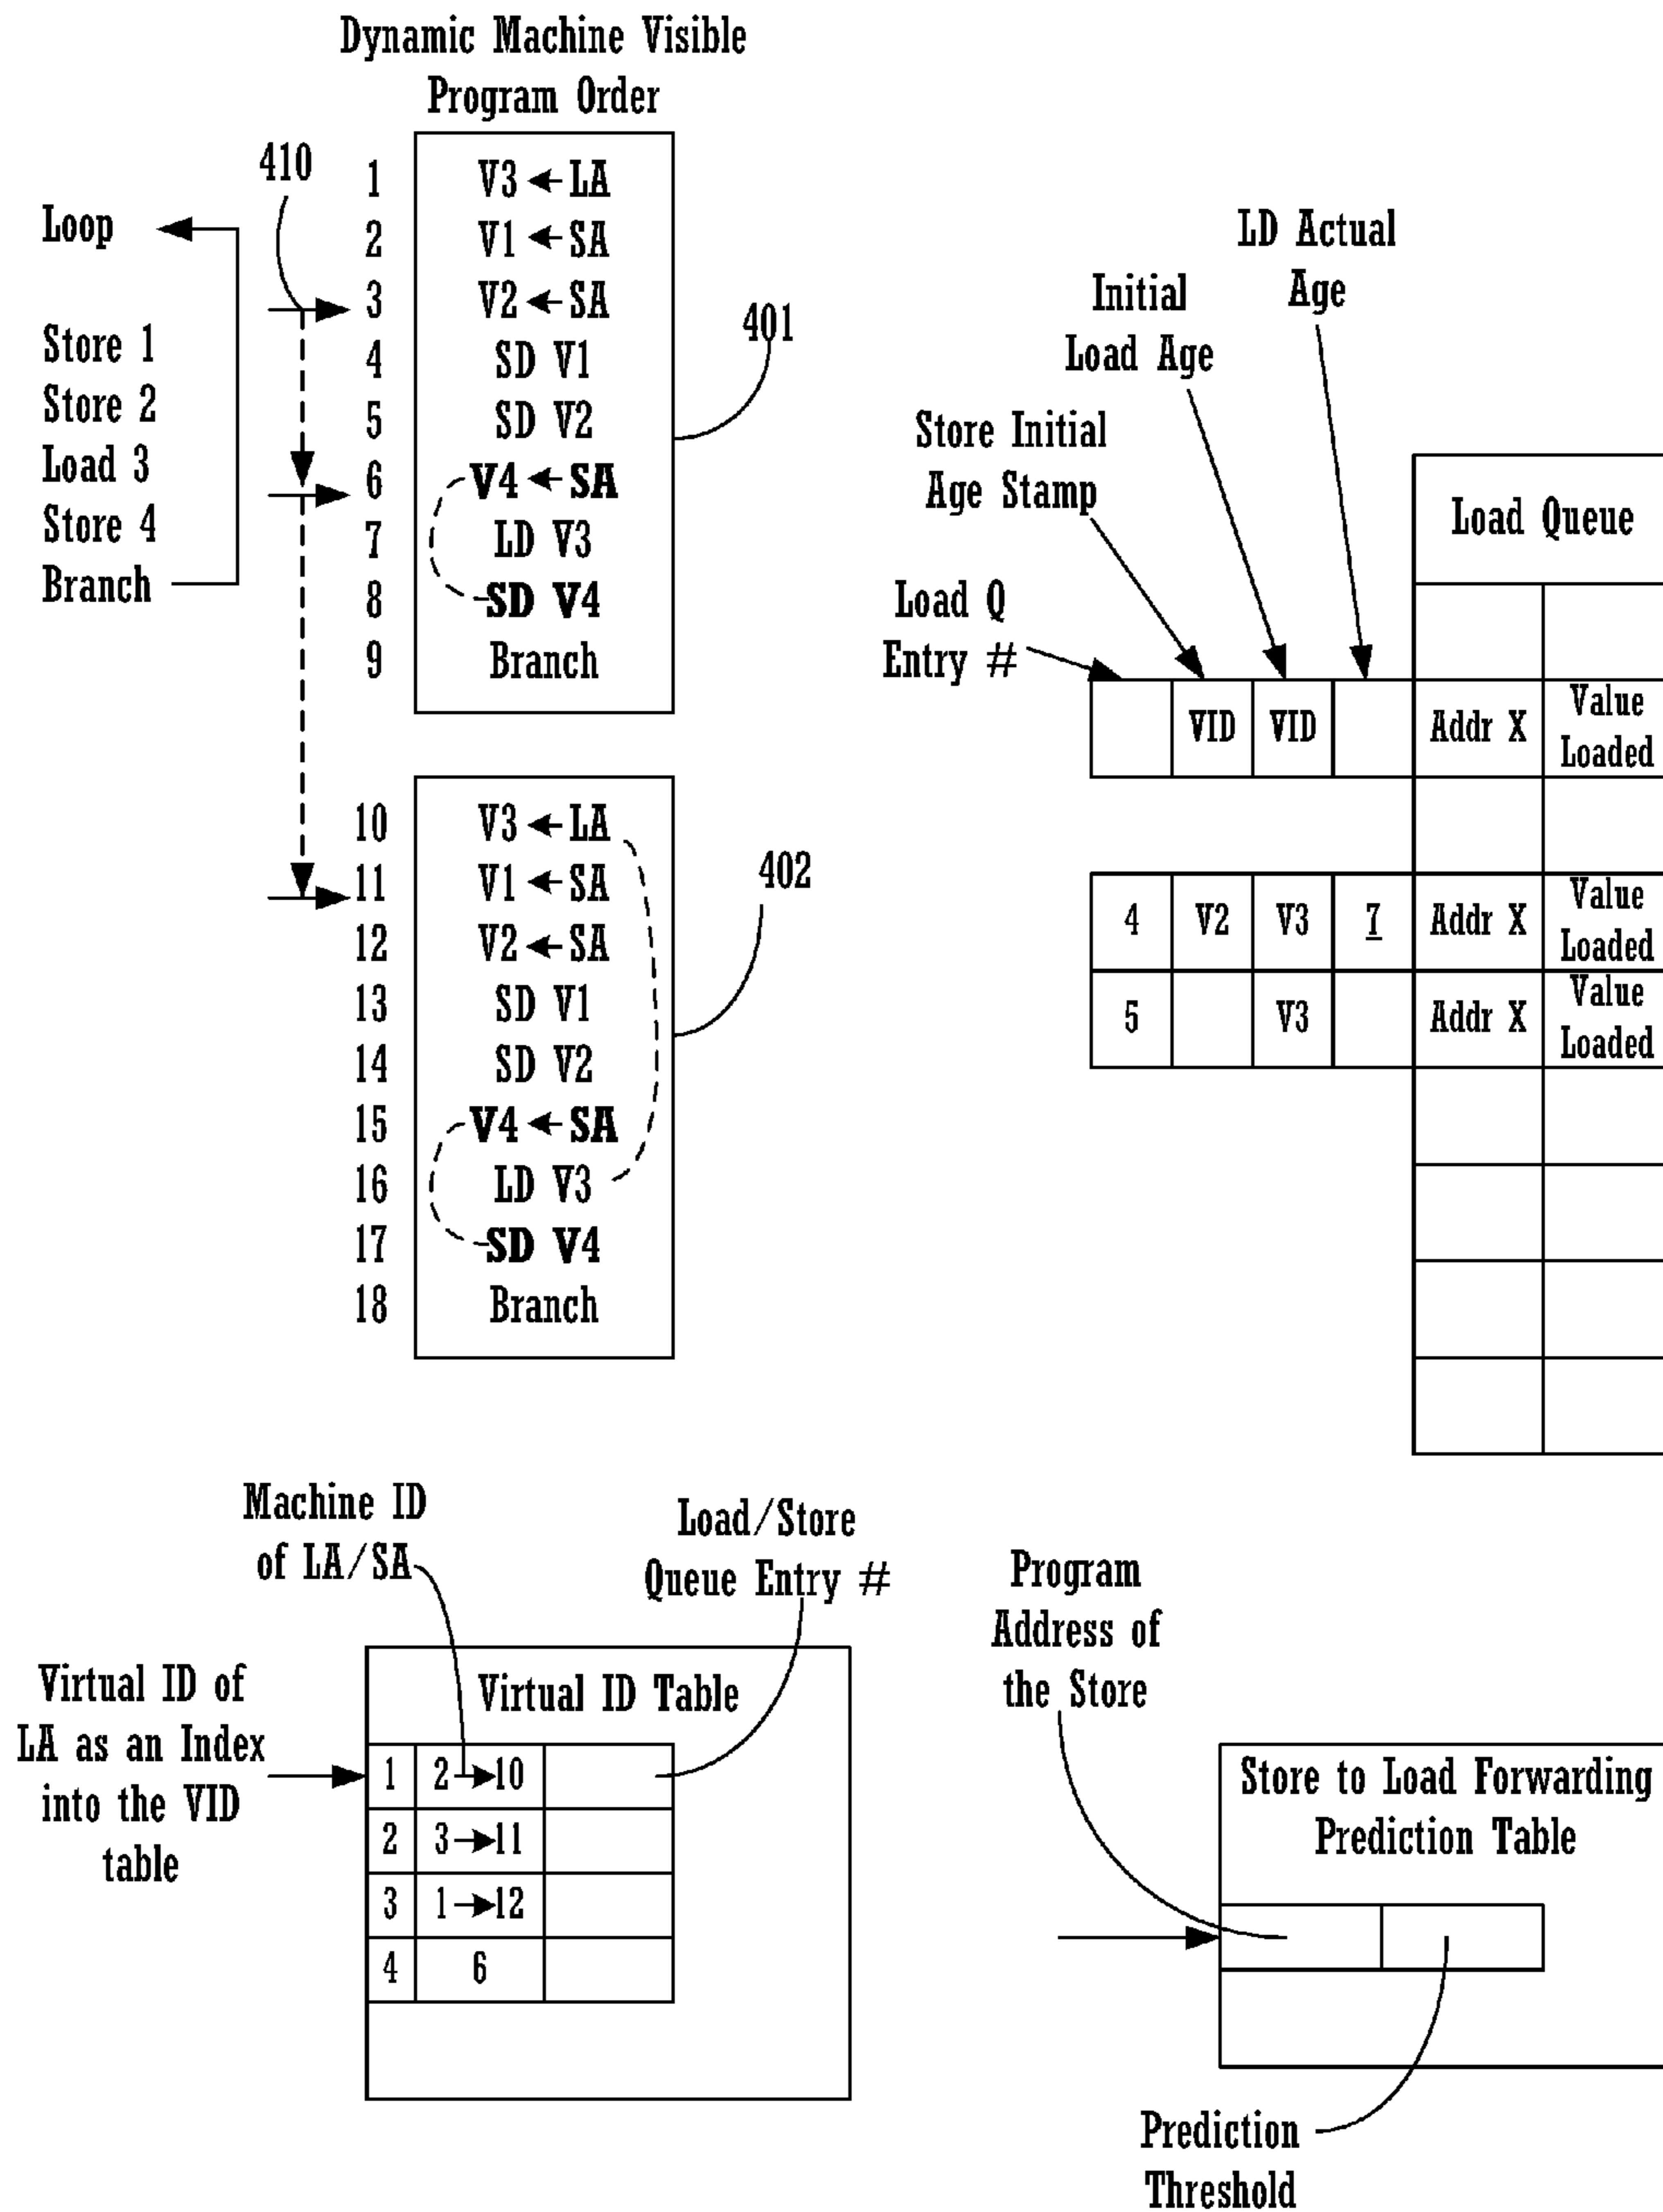 Dynamic Machine Visible
Program Order
410
Loop
Store 1
Store 2
Load 3
Store 4
Branch
1 V3 ← LA
2 V1 ← SA
3 V2 ← SA
4 SD V1
5 SD V2
6 V4 ← SA
7 LD V3
8 SD V4
9 Branch
401
10 V3 ← LA
11 V1 ← SA
12 V2 ← SA
13 SD V1
14 SD V2
15 V4 ← SA
16 LD V3
17 SD V4
18 Branch
402
LD Actual
Age
Initial
Load Age
Store Initial
Age Stamp
Load Q
Entry #
Load Queue
VID VID Addr X Value
Loaded
4 V2 V3 7 Addr X Value
Loaded
5 V3 Addr X Value
Loaded
Machine ID
of LA/SA
Load/Store
Queue Entry #
Virtual ID of
LA as an Index
into the VID
table
Virtual ID Table
1 2→10
2 3→11
3 1→12
4 6
Program
Address of
the Store
Store to Load Forwarding
Prediction Table
Prediction
Threshold